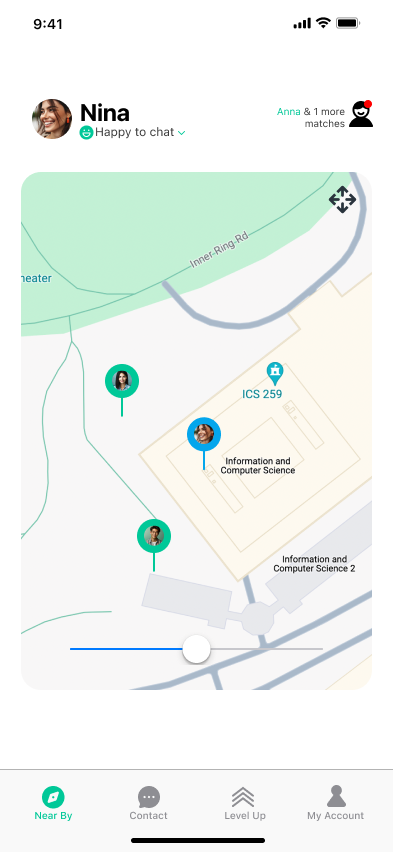 9:41
Nina
Happy to chat
Anna & 1 more
matches
Inner Ring Rd
heater
ICS 259
Information and
Computer Science
Information and
Computer Science 2
Near By
Contact
Level Up
My Account